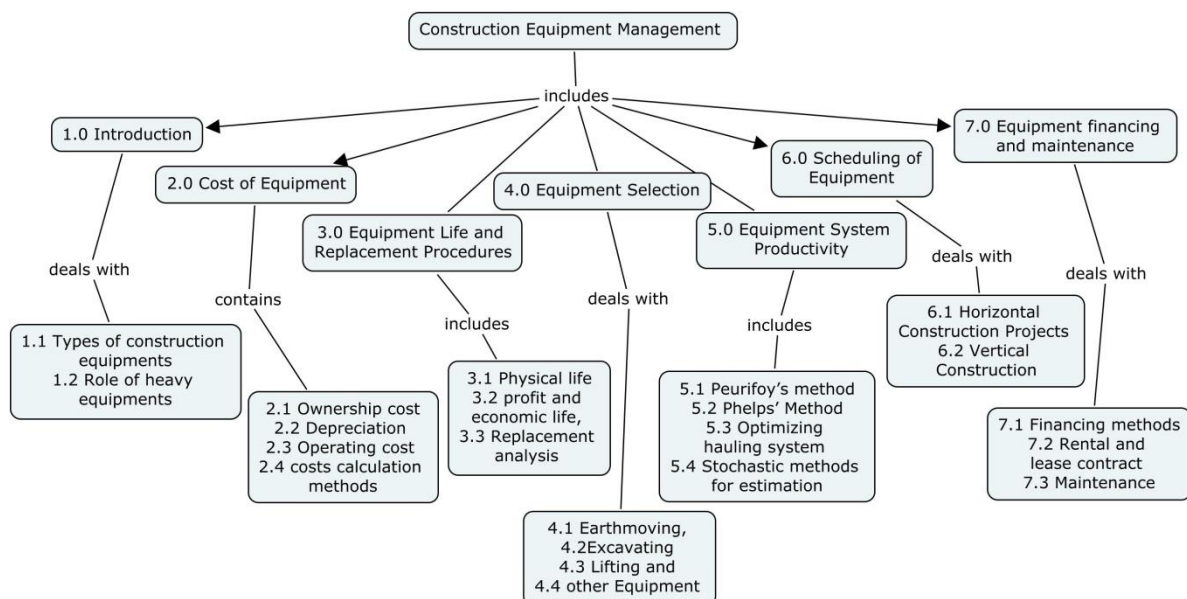 Construction Equipment Management
includes
1.0 Introduction
2.0 Cost of Equipment
3.0 Equipment Life and
Replacement Procedures
4.0 Equipment Selection
5.0 Equipment System
Productivity
6.0 Scheduling of
Equipment
7.0 Equipment financing
and maintenance
deals with
1.1 Types of construction
equipments
1.2 Role of heavy
equipments
contains
2.1 Ownership cost
2.2 Depreciation
2.3 Operating cost
2.4 costs calculation
methods
includes
3.1 Physical life
3.2 profit and
economic life,
3.3 Replacement
analysis
deals with
4.1 Earthmoving,
4.2Excavating
4.3 Lifting and
4.4 other Equipment
includes
5.1 Peurifoy's method
5.2 Phelps' Method
5.3 Optimizing
hauling system
5.4 Stochastic methods
for estimation
deals with
6.1 Horizontal
Construction Projects
6.2 Vertical
Construction
deals with
7.1 Financing methods
7.2 Rental and
lease contract
7.3 Maintenance